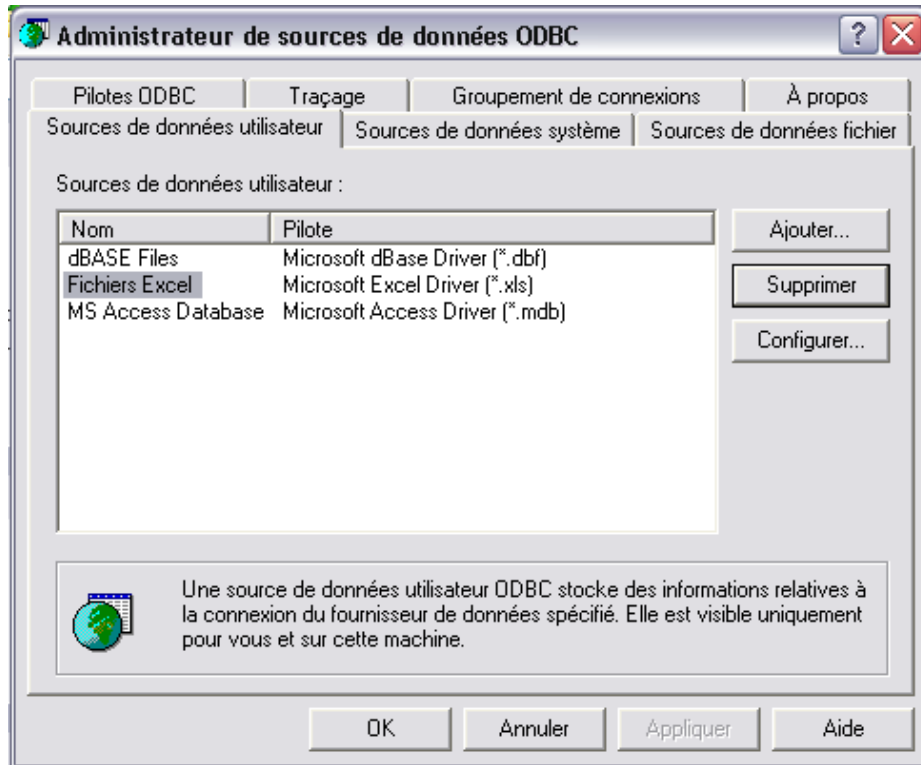 Administrateur de sources de données ODBC
Pilotes ODBC Traçage Groupement de connexions À propos
Sources de données utilisateur Sources de données système Sources de données fichier
Sources de données utilisateur :
Nom Pilote Ajouter...
dBASE Files Microsoft dBase Driver (*.dbf)
Fichiers Excel Microsoft Excel Driver (*.xls) Supprimer
MS Access Database Microsoft Access Driver (*.mdb)
Configurer...
Une source de données utilisateur ODBC stocke des informations relatives à
la connexion du fournisseur de données spécifié. Elle est visible uniquement
pour vous et sur cette machine.
OK Annuler Appliquer Aide